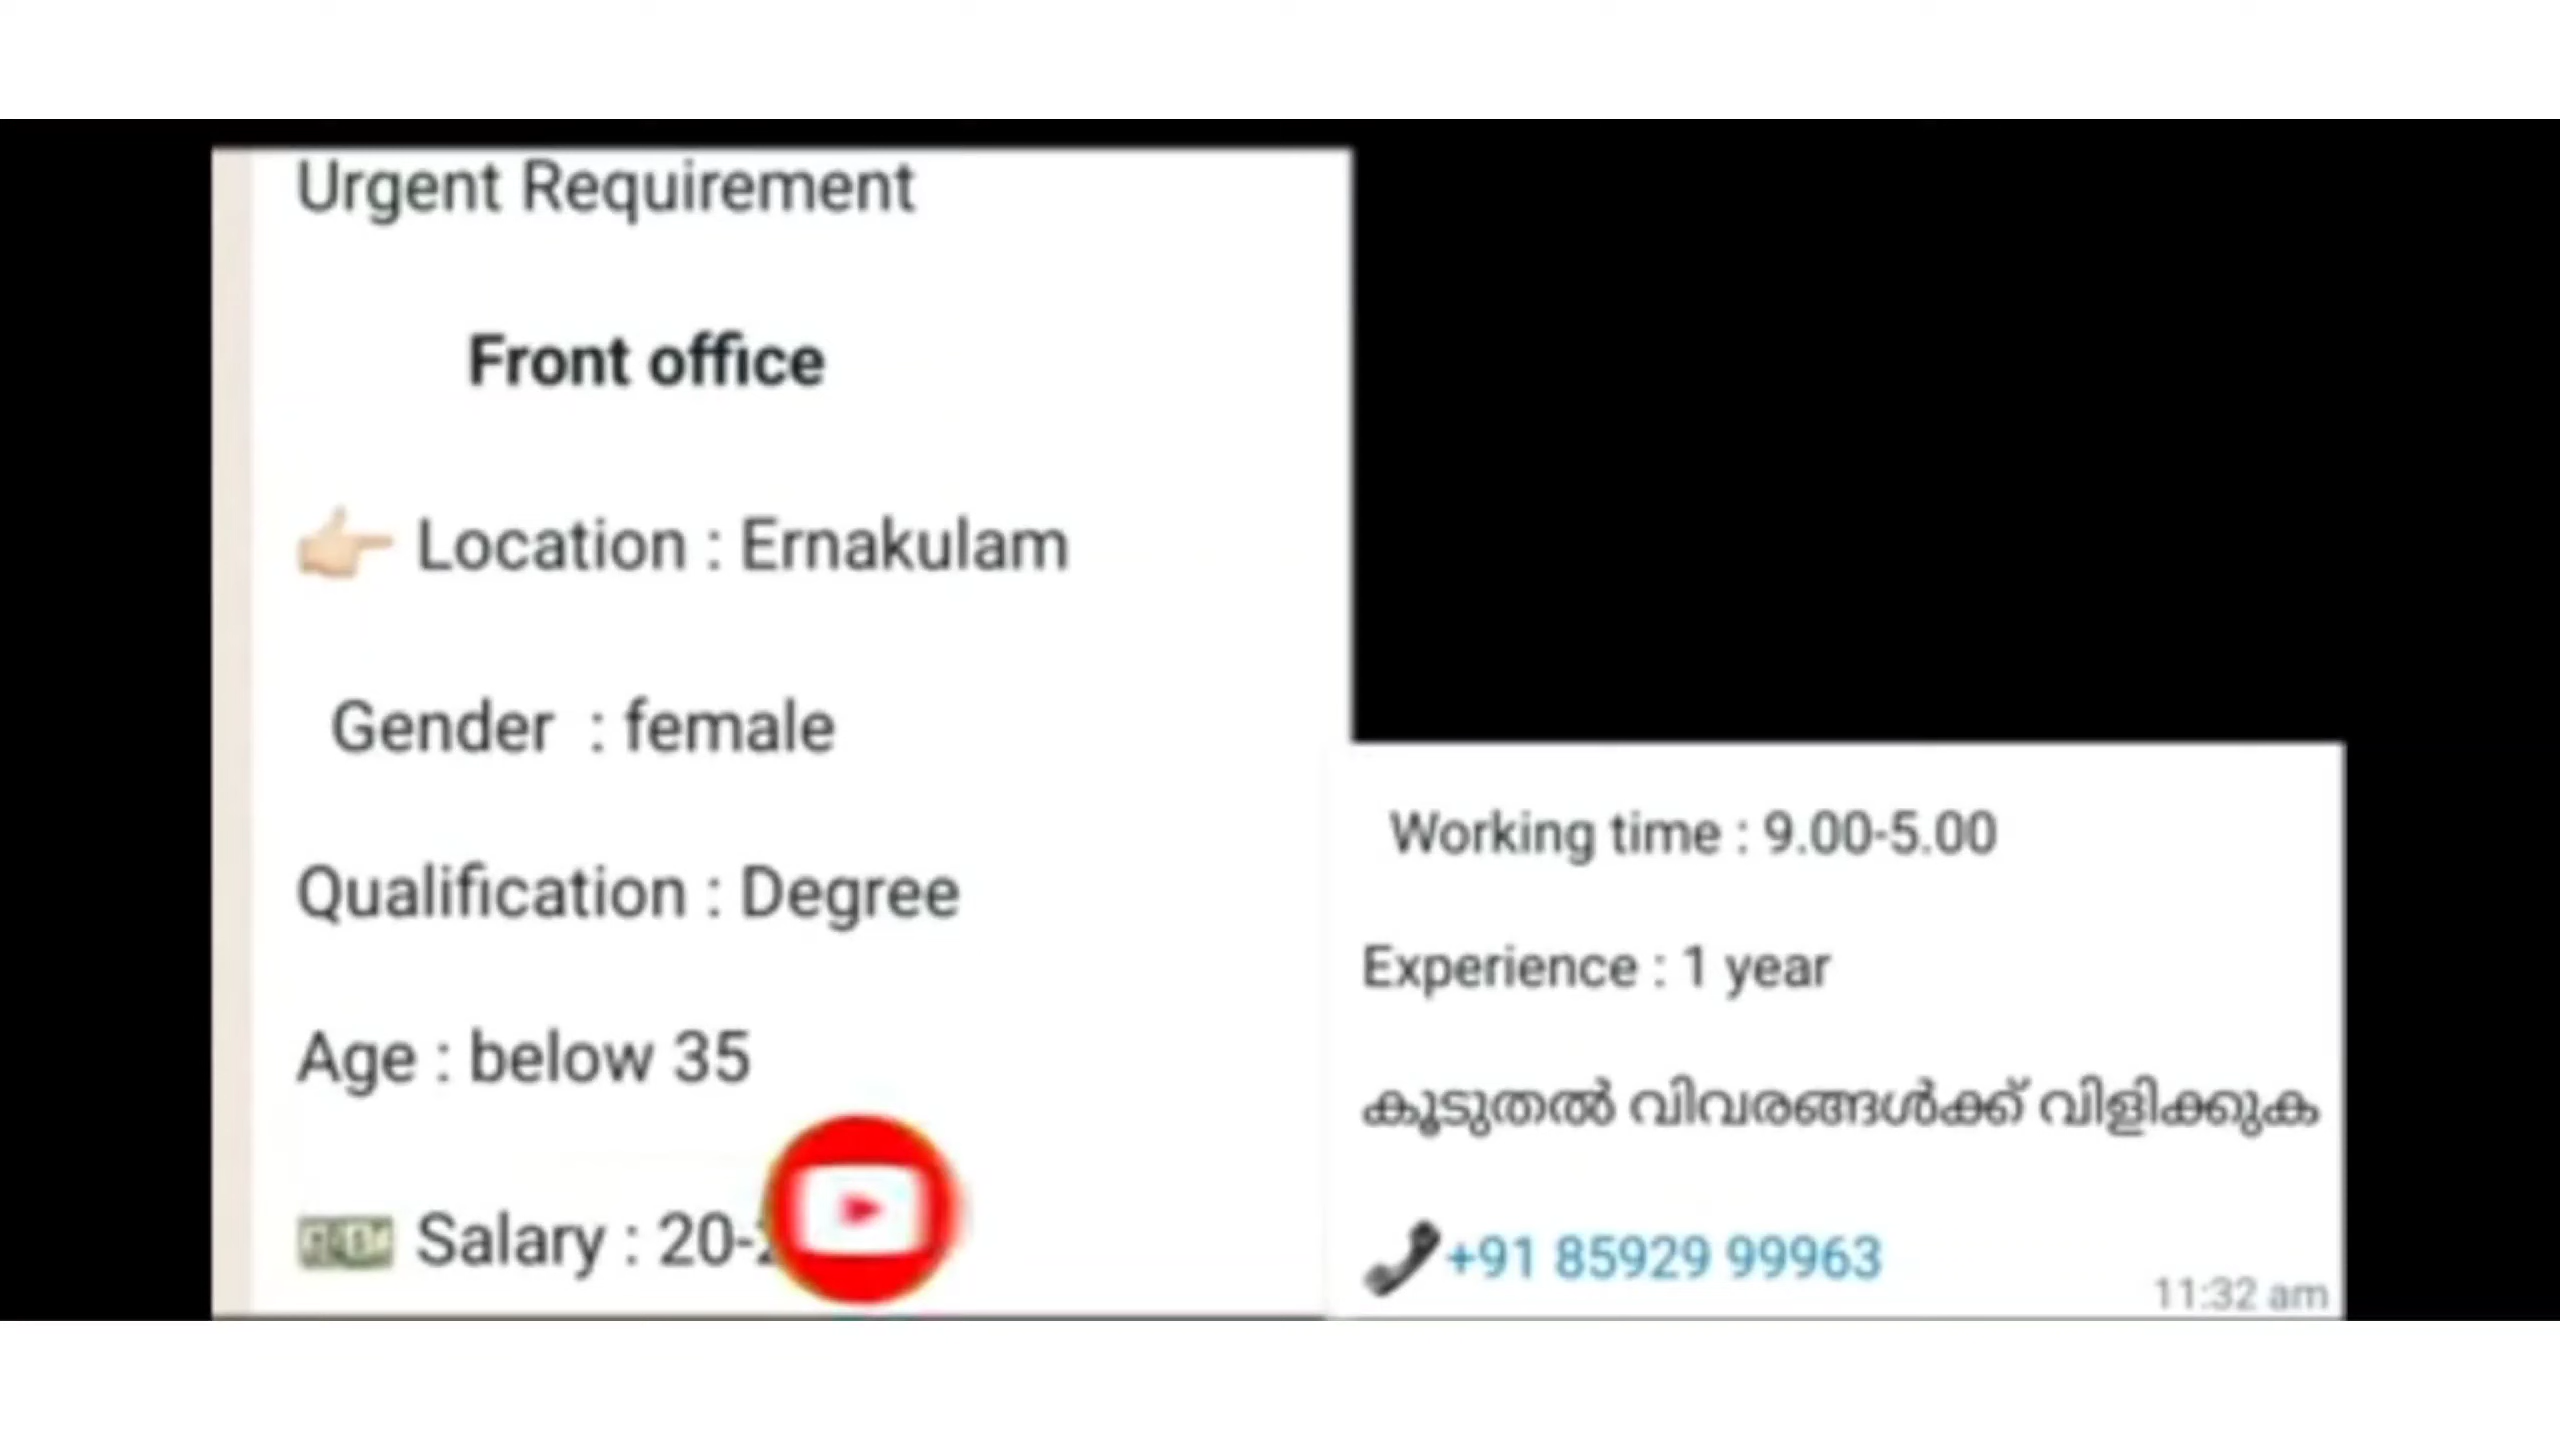 Urgent Requirement
Front office
👉🏻 Location : Ernakulam
Gender : female
Qualification : Degree
Age : below 35
💵 Salary : 20-
Working time : 9.00-5.00
Experience : 1 year
കൂടുതൽ വിവരങ്ങൾക്ക് വിളിക്കുക
📞+91 85929 99963
11:32 am